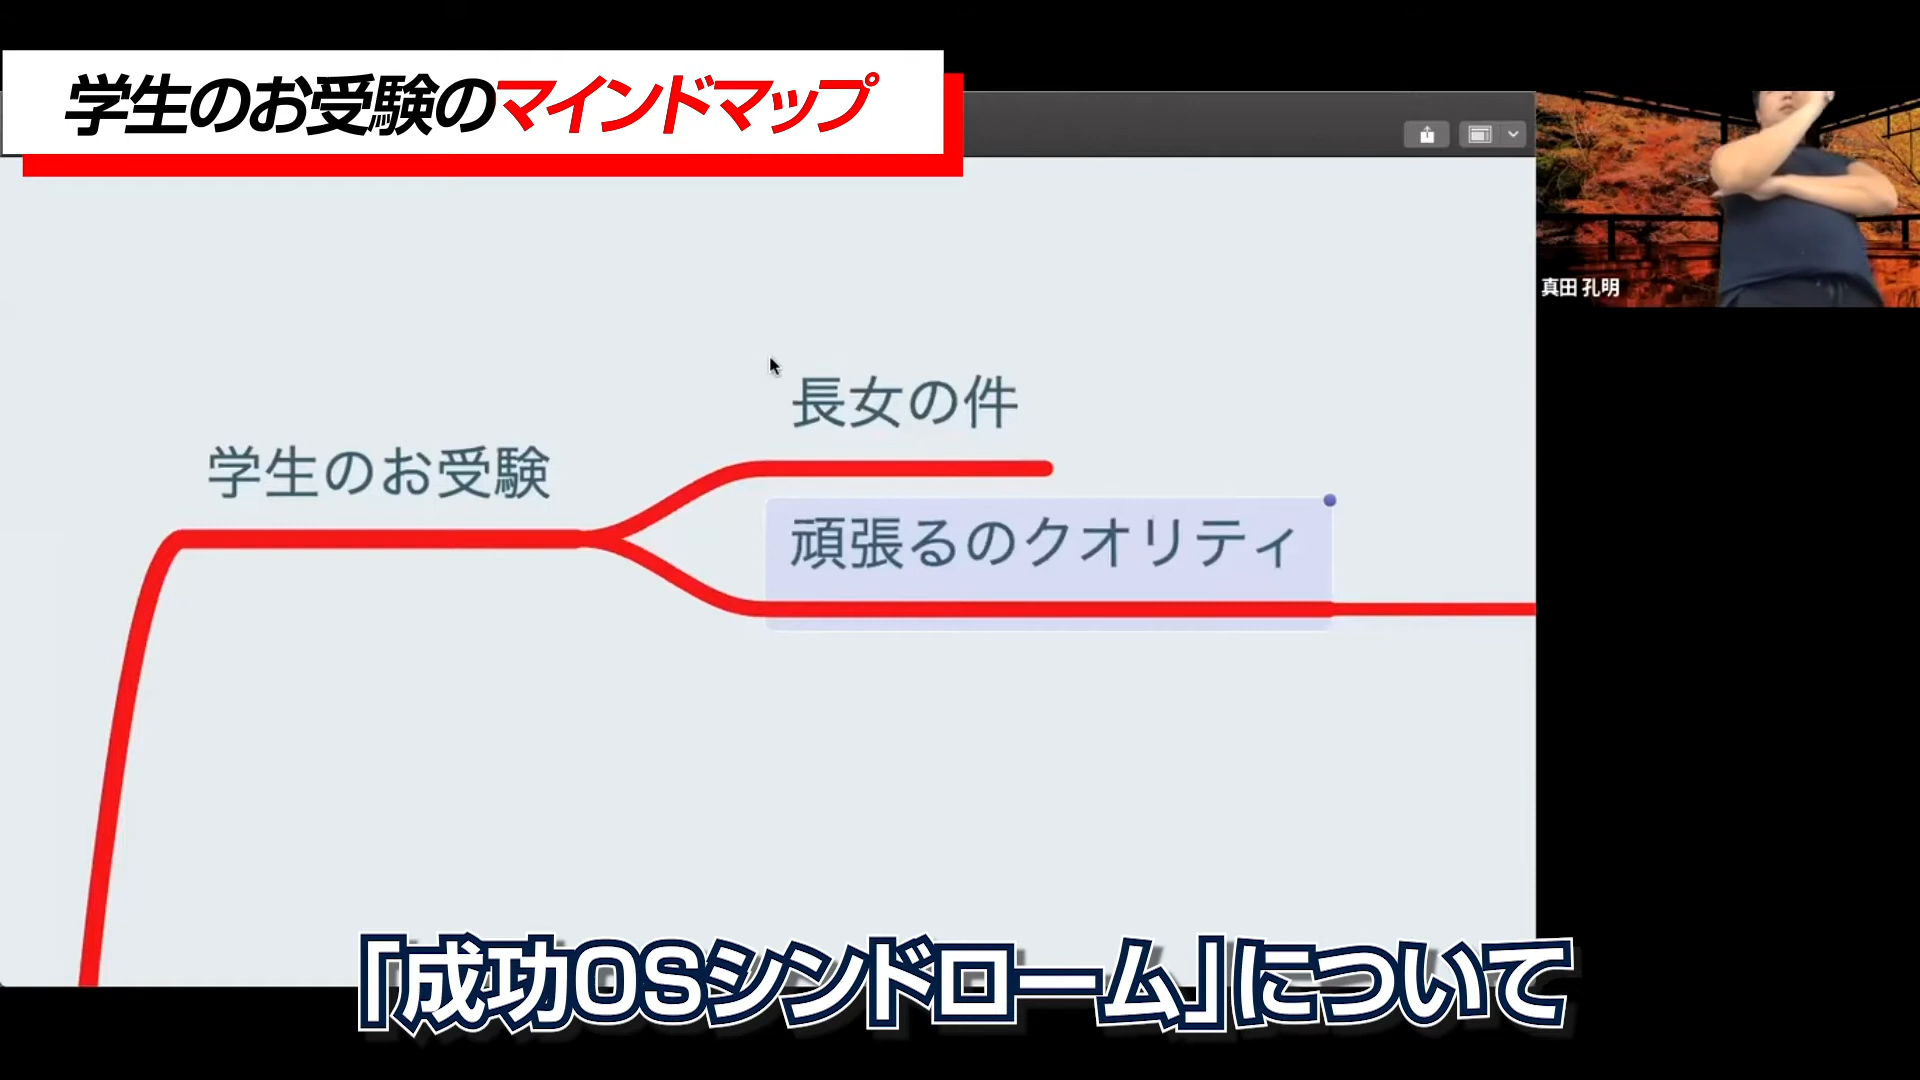 学生のお受験のマインドマップ
真田 孔明
長女の件
学生のお受験
頑張るのクオリティ
「成功OSシンドローム」について